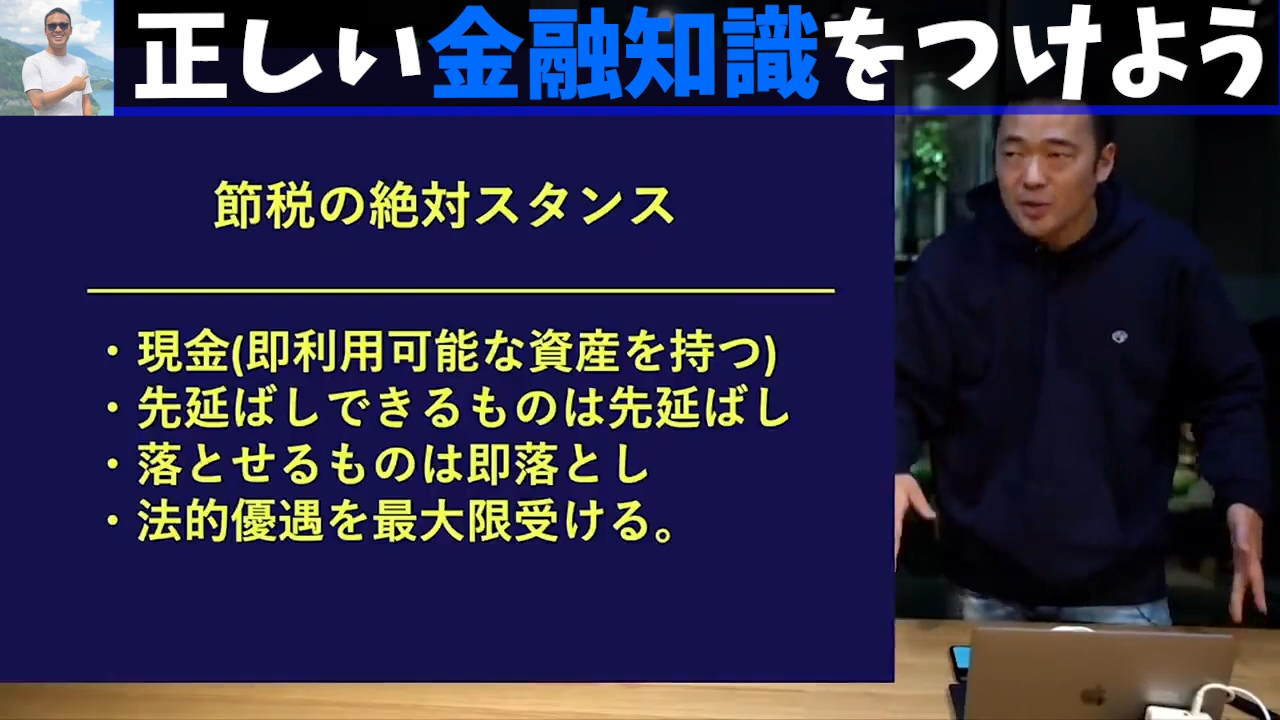 正しい金融知識をつけよう
節税の絶対スタンス
・現金(即利用可能な資産を持つ)
・先延ばしできるものは先延ばし
・落とせるものは即落とし
・法的優遇を最大限受ける。